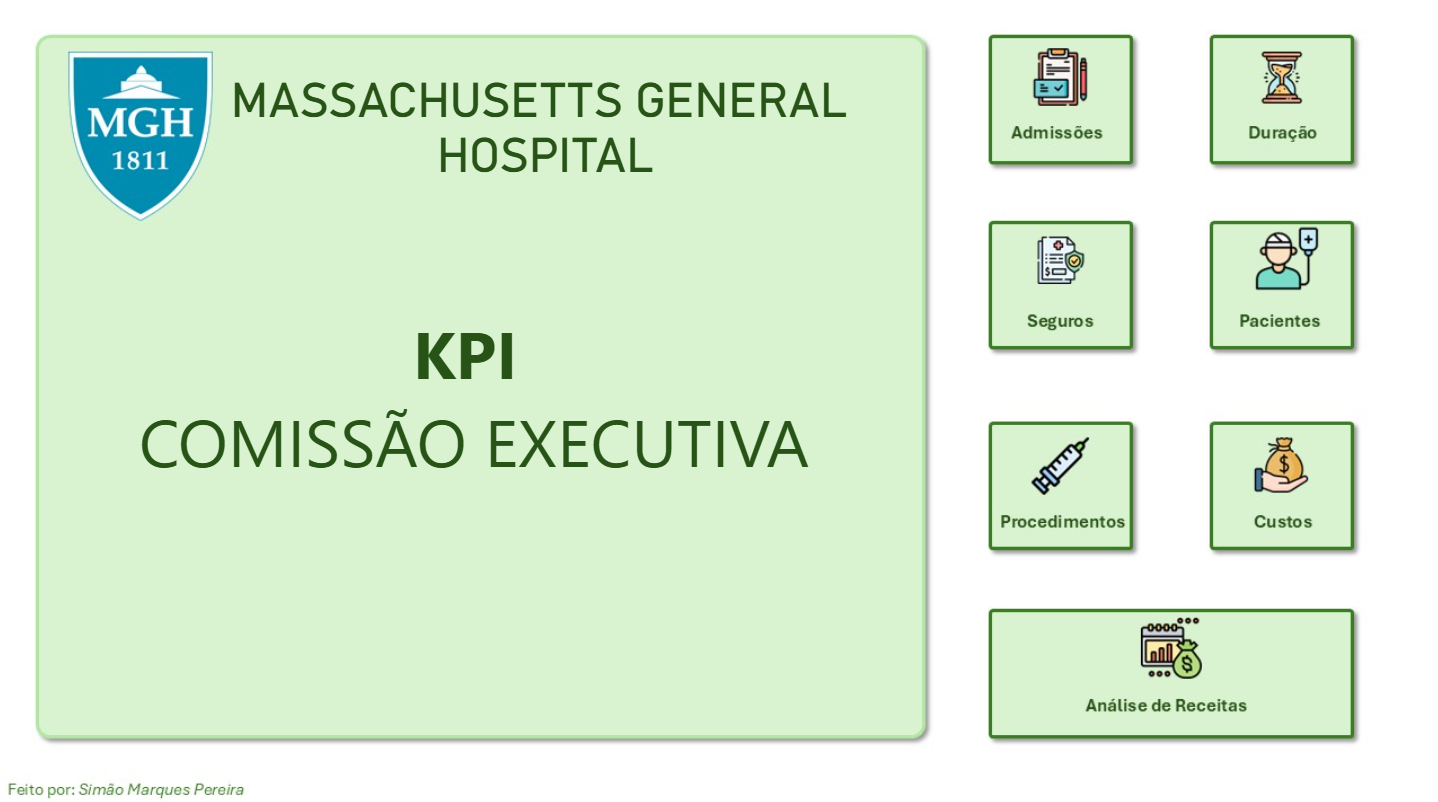 MGH
1811
MASSACHUSETTS GENERAL
HOSPITAL
KPI
COMISSÃO EXECUTIVA
Admissões
Duração
Seguros
Pacientes
Procedimentos
Custos
Análise de Receitas
Feito por: Simão Marques Pereira